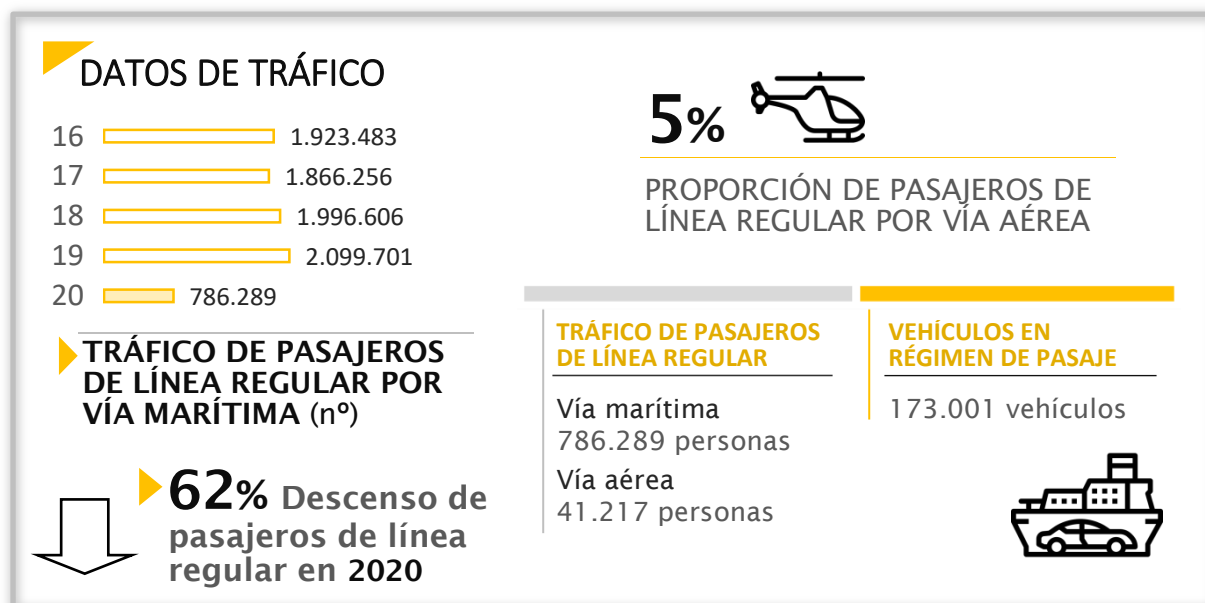 DATOS DE TRÁFICO
16 1.923.483
17 1.866.256
18 1.996.606
19 2.099.701
20 786.289
TRÁFICO DE PASAJEROS
DE LÍNEA REGULAR POR
VÍA MARÍTIMA (nº)
62% Descenso de
pasajeros de línea
regular en 2020
5%
PROPORCIÓN DE PASAJEROS DE
LÍNEA REGULAR POR VÍA AÉREA
TRÁFICO DE PASAJEROS
DE LÍNEA REGULAR
Vía marítima
786.289 personas
Vía aérea
41.217 personas
VEHÍCULOS EN
RÉGIMEN DE PASAJE
173.001 vehículos